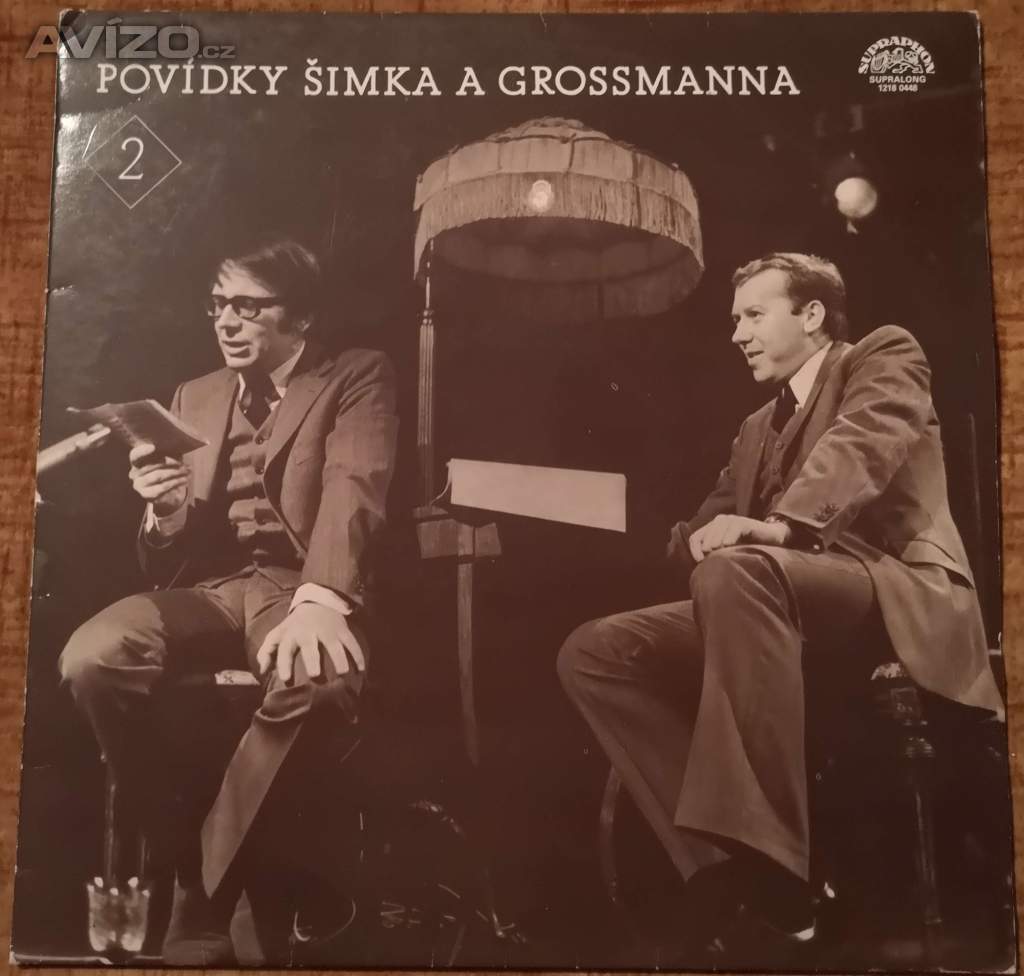 AVÍZO.cz
POVÍDKY ŠIMKA A GROSSMANNA
SUPRAPHON
SUPRALONG
1218 0448
2